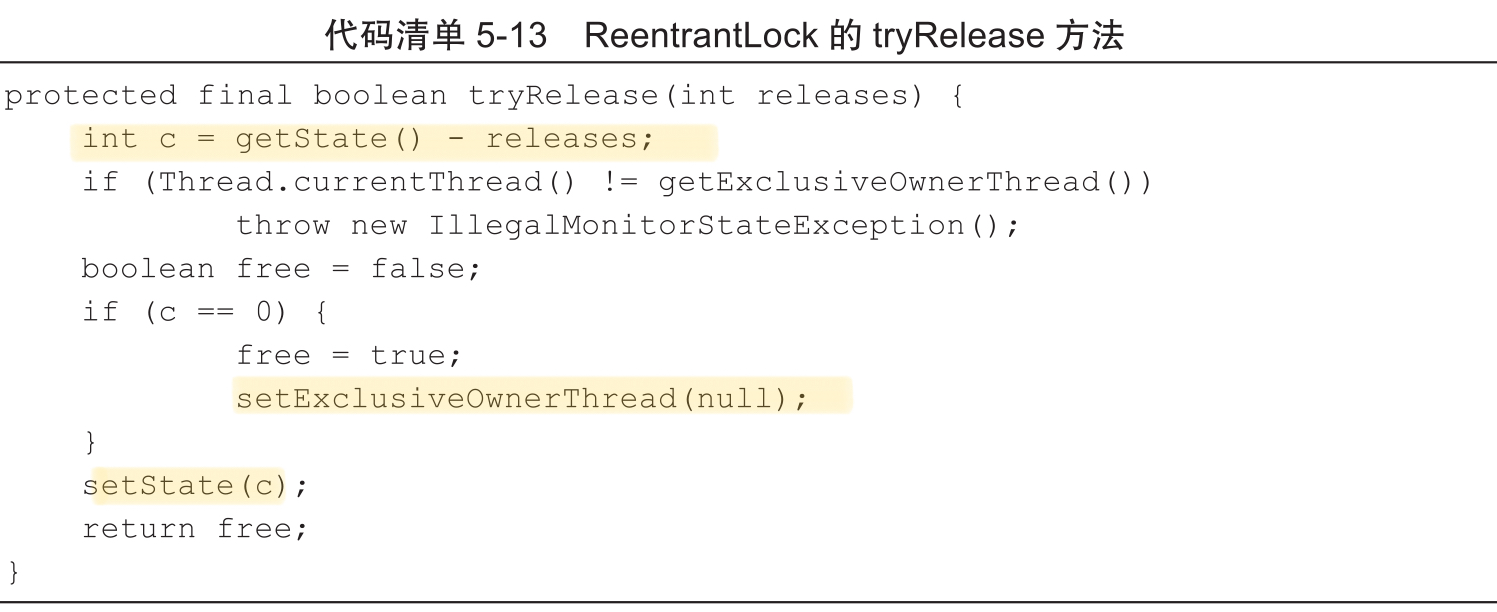 代码清单 5-13 ReentrantLock 的 tryRelease 方法
protected final boolean tryRelease(int releases) {
    int c = getState() - releases;
    if (Thread.currentThread() != getExclusiveOwnerThread())
            throw new IllegalMonitorStateException();
    boolean free = false;
    if (c == 0) {
            free = true;
            setExclusiveOwnerThread(null);
    }
    setState(c);
    return free;
}